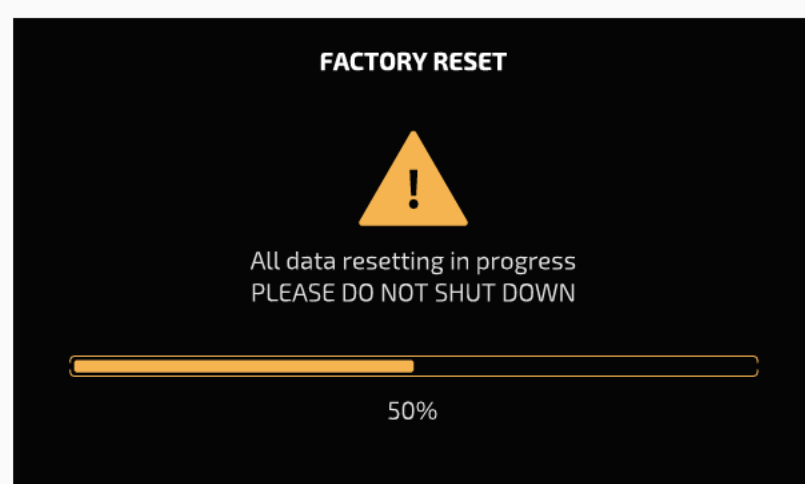 FACTORY RESET
!
All data resetting in progress
PLEASE DO NOT SHUT DOWN
50%